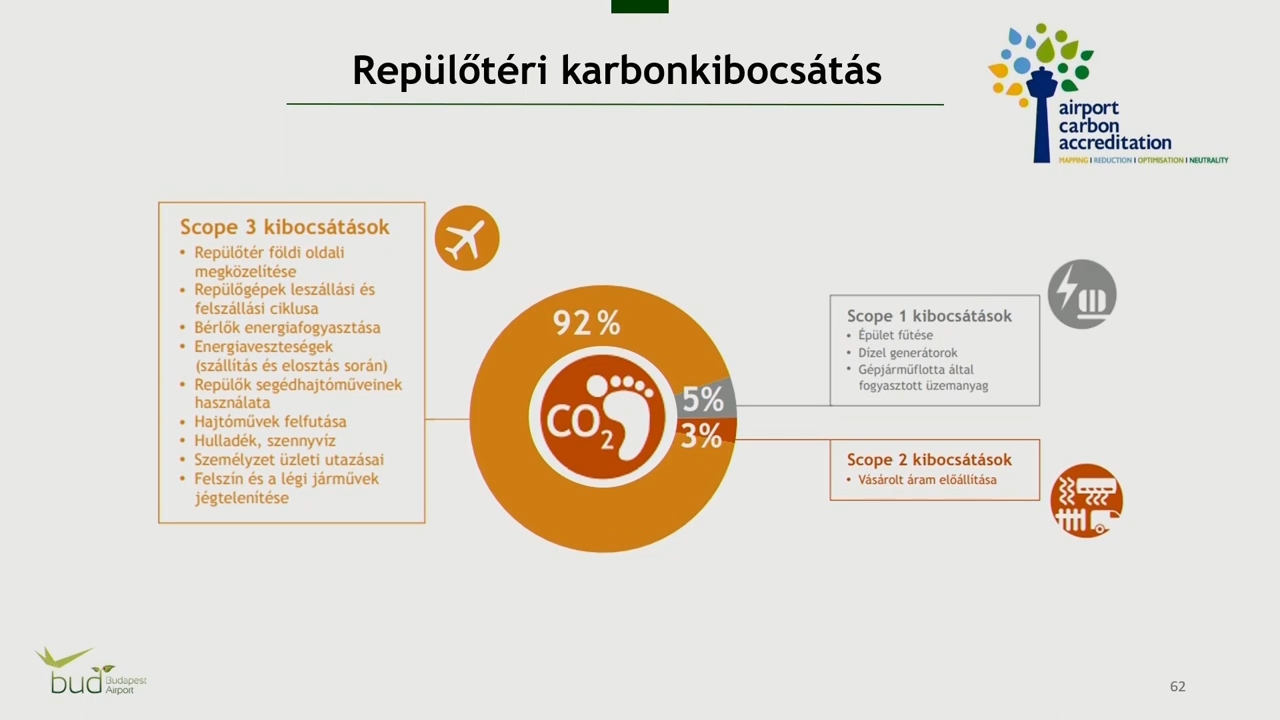 Repülőtéri karbonkibocsátás
airport
carbon
accreditation
MAPPING I REDUCTION I OPTIMISATION I NEUTRALITY
Scope 3 kibocsátások
• Repülőtér földi oldali
megközelítése
• Repülőgépek leszállási és
felszállási ciklusa
• Bérlők energiafogyasztása
• Energiaveszteségek
(szállítás és elosztás során)
• Repülők segédhajtóműveinek
használata
• Hajtóművek felfutása
• Hulladék, szennyvíz
• Személyzet üzleti utazásai
• Felszín és a légi járművek
jégtelenítése
92%
5%
3%
CO2
Scope 1 kibocsátások
• Épület fűtése
• Dízel generátorok
• Gépjárműflotta által
fogyasztott üzemanyag
Scope 2 kibocsátások
• Vásárolt áram előállítása
bud Budapest
Airport
62